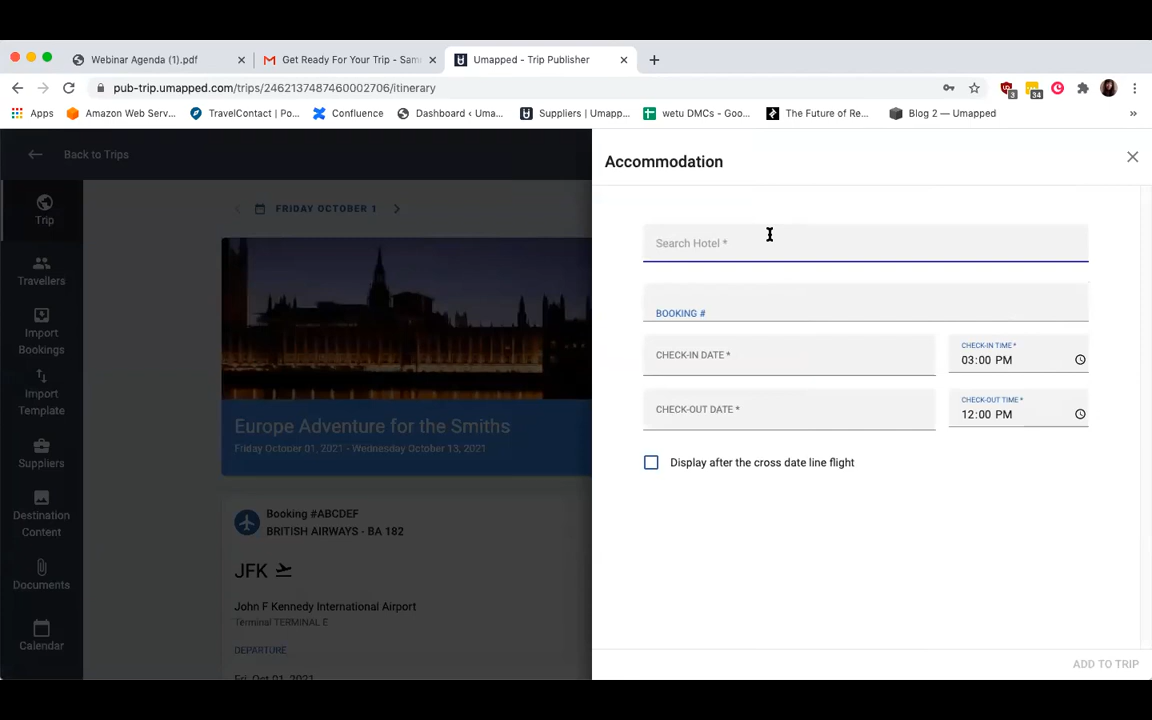 Webinar Agenda (1).pdf
Get Ready For Your Trip - Sam
Umapped - Trip Publisher
pub-trip.umapped.com/trips/2462137487460002706/itinerary
3
34
Apps
Amazon Web Serv...
TravelContact | Po...
Confluence
Dashboard ‹ Uma...
Suppliers | Umapp...
wetu DMCs - Goo...
The Future of Re...
Blog 2 — Umapped
»
Back to Trips
Accommodation
Trip
Travellers
Import
Bookings
Import
Template
Suppliers
Destination
Content
Documents
Calendar
FRIDAY OCTOBER 1
Europe Adventure for the Smiths
Friday October 01, 2021 - Wednesday October 13, 2021
Booking #ABCDEF
BRITISH AIRWAYS - BA 182
JFK
John F Kennedy International Airport
Terminal TERMINAL E
DEPARTURE
Fri, Oct 01, 2021
Search Hotel *
BOOKING #
CHECK-IN DATE *
CHECK-IN TIME *
03:00 PM
CHECK-OUT DATE *
CHECK-OUT TIME *
12:00 PM
Display after the cross date line flight
ADD TO TRIP